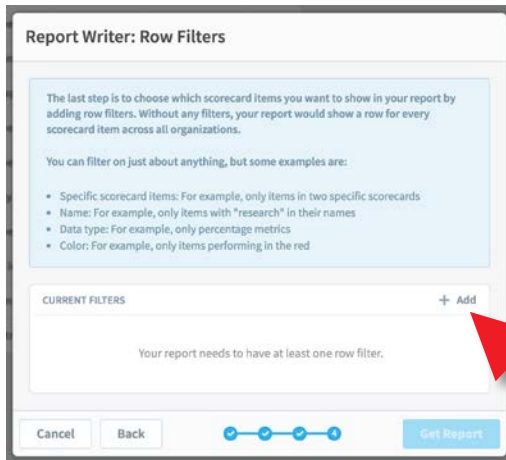 Report Writer: Row Filters
The last step is to choose which scorecard items you want to show in your report by
adding row filters. Without any filters, your report would show a row for every
scorecard item across all organizations.
You can filter on just about anything, but some examples are:
• Specific scorecard items: For example, only items in two specific scorecards
• Name: For example, only items with "research" in their names
• Data type: For example, only percentage metrics
• Color: For example, only items performing in the red
CURRENT FILTERS + Add
Your report needs to have at least one row filter.
Cancel Back 4 Get Report